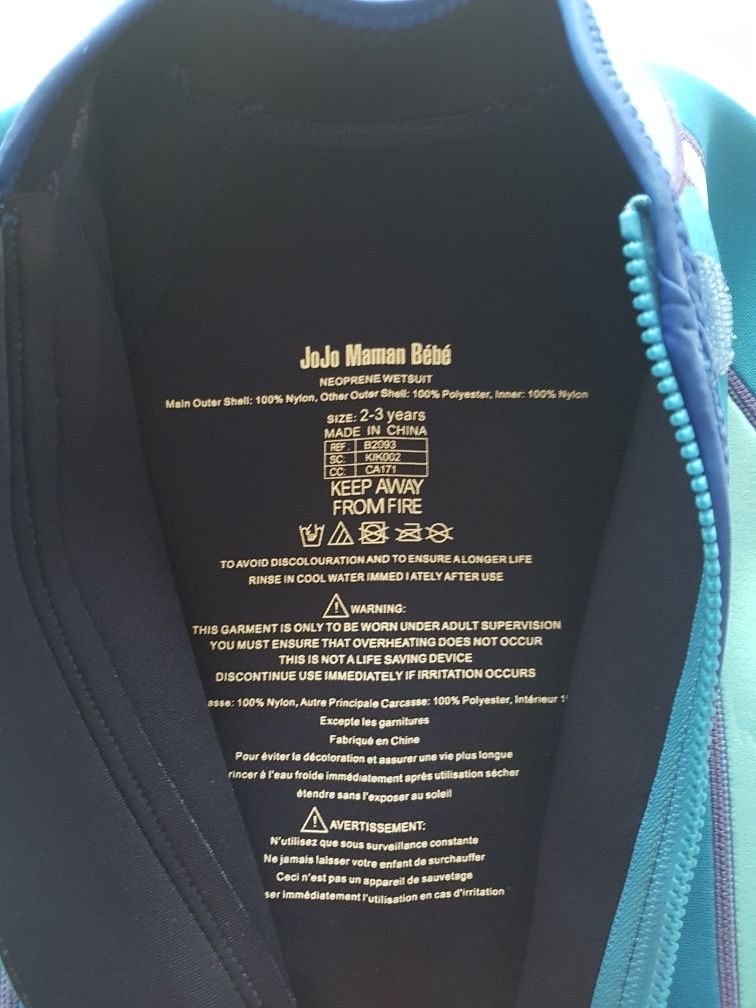 JoJo Maman Bébé
NEOPRENE WETSUIT
Main Outer Shell: 100% Nylon, Other Outer Shell: 100% Polyester, Inner: 100% Nylon
SIZE: 2-3 years
MADE IN CHINA
REF: B2093
SC: KIK002
CC: CA171
KEEP AWAY
FROM FIRE
TO AVOID DISCOLOURATION AND TO ENSURE A LONGER LIFE
RINSE IN COOL WATER IMMEDIATELY AFTER USE
WARNING:
THIS GARMENT IS ONLY TO BE WORN UNDER ADULT SUPERVISION
YOU MUST ENSURE THAT OVERHEATING DOES NOT OCCUR
THIS IS NOT A LIFE SAVING DEVICE
DISCONTINUE USE IMMEDIATELY IF IRRITATION OCCURS
asse: 100% Nylon, Autre Principale Carcasse: 100% Polyester, Intérieur 1
Excepte les garnitures
Fabriqué en Chine
Pour éviter la décoloration et assurer une vie plus longue
rincer à l'eau froide immédiatement après utilisation sécher
étendre sans l'exposer au soleil
AVERTISSEMENT:
N'utilisez que sous surveillance constante
Ne jamais laisser votre enfant de surchauffer
Ceci n'est pas un appareil de sauvetage
ser immédiatement l'utilisation en cas d'irritation